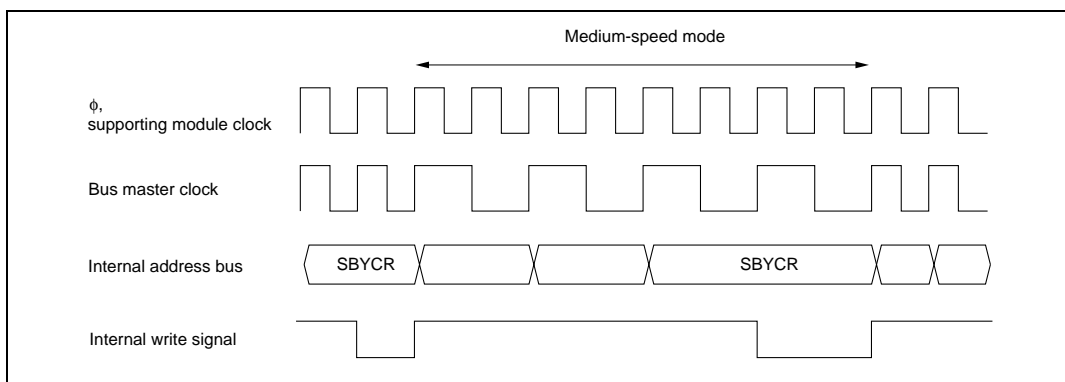 Medium-speed mode
ϕ,
supporting module clock
Bus master clock
Internal address bus
SBYCR
SBYCR
Internal write signal